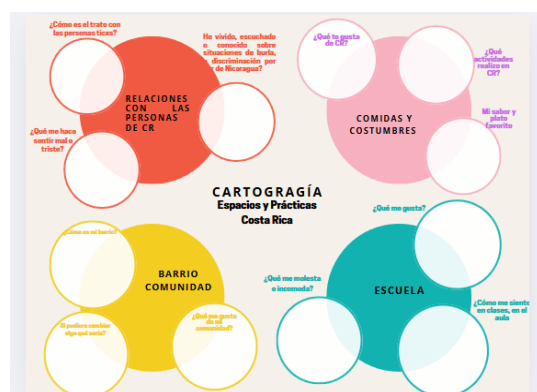 ¿Cómo es el trato con
las personas ticas?
He vivido, escuchado
o conocido sobre
situaciones de burla,
discriminación por
de Nicaragua?
RELACIONES
CON LAS
PERSONAS
DE CR
¿Qué me hace
sentir mal o
triste?
¿Qué te gusta
de CR?
¿Qué
actividades
realizo en
CR?
COMIDAS Y
COSTUMBRES
Mi sabor y
plato
favorito
CARTOGRAGÍA
Espacios y Prácticas
Costa Rica
¿Cómo es mi barrio?
BARRIO
COMUNIDAD
Si pudiera cambiar
algo qué sería?
¿Qué me gusta
de mi
comunidad?
¿Qué me gusta?
¿Qué me molesta
o incomoda?
ESCUELA
¿Cómo me siento
en clases, en el
aula